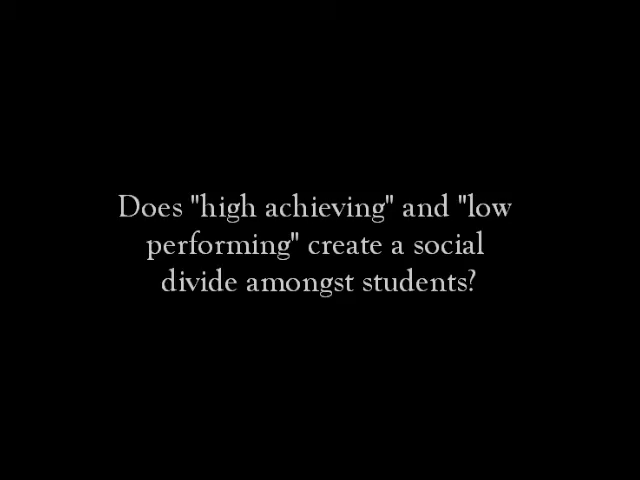 Does "high achieving" and "low
performing" create a social
divide amongst students?